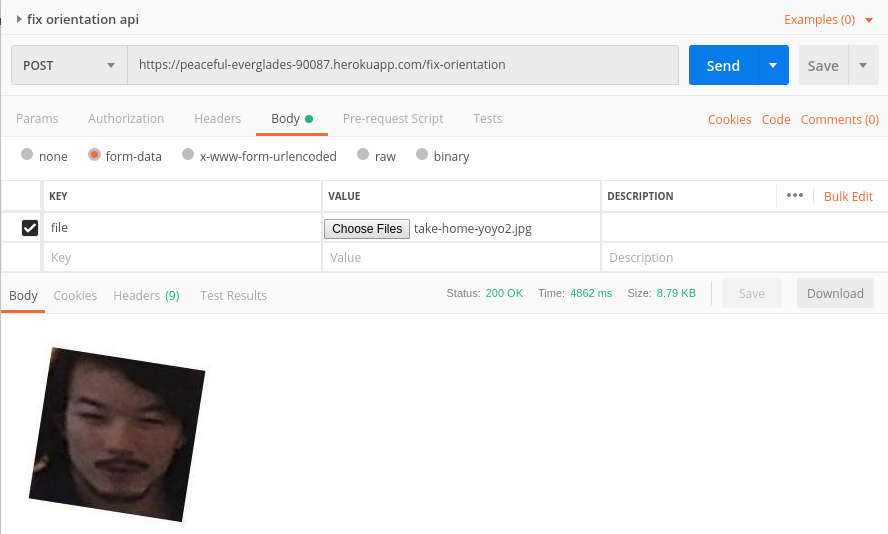 fix orientation api Examples (0)
POST https://peaceful-everglades-90087.herokuapp.com/fix-orientation Send Save
Params Authorization Headers Body Pre-request Script Tests Cookies Code Comments (0)
none form-data x-www-form-urlencoded raw binary
KEY VALUE DESCRIPTION ••• Bulk Edit
file Choose Files take-home-yoyo2.jpg
Key Value Description
Body Cookies Headers (9) Test Results Status: 200 OK Time: 4862 ms Size: 8.79 KB Save Download